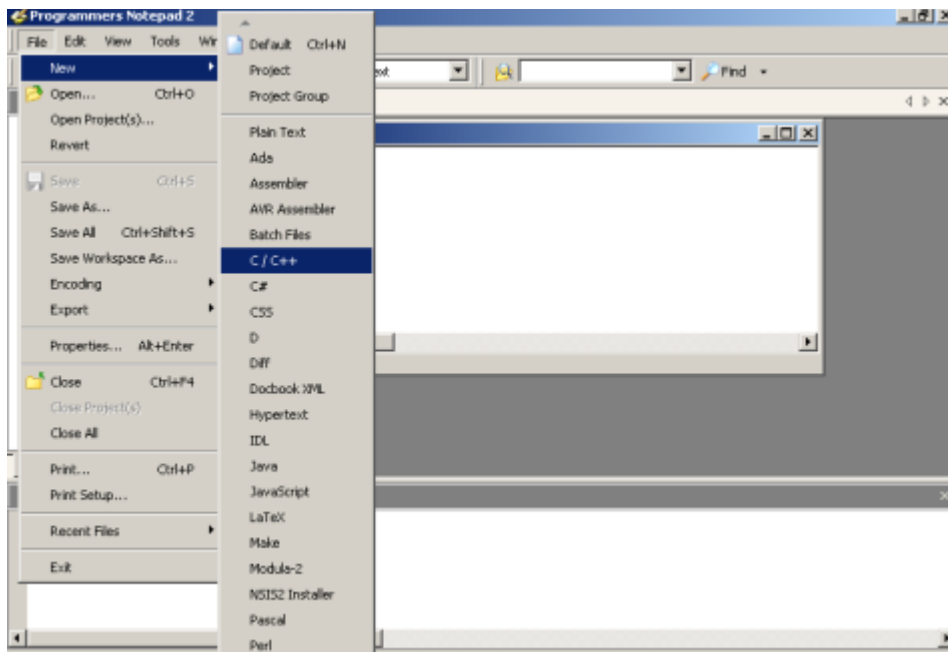 Programmers Notepad 2
File Edit View Tools
New
Open... Ctrl+O
Open Project(s)...
Revert
Save Ctrl+S
Save As...
Save All Ctrl+Shift+S
Save Workspace As...
Encoding
Export
Properties... Alt+Enter
Close Ctrl+F4
Close Project(s)
Close All
Print... Ctrl+P
Print Setup...
Recent Files
Exit
Default Ctrl+N
Project
Project Group
Plain Text
Ada
Assembler
AVR Assembler
Batch Files
C / C++
C#
CSS
D
Diff
Docbook XML
Hypertext
IDL
Java
JavaScript
LaTeX
Make
Modula-2
NSIS2 Installer
Pascal
Perl
Find